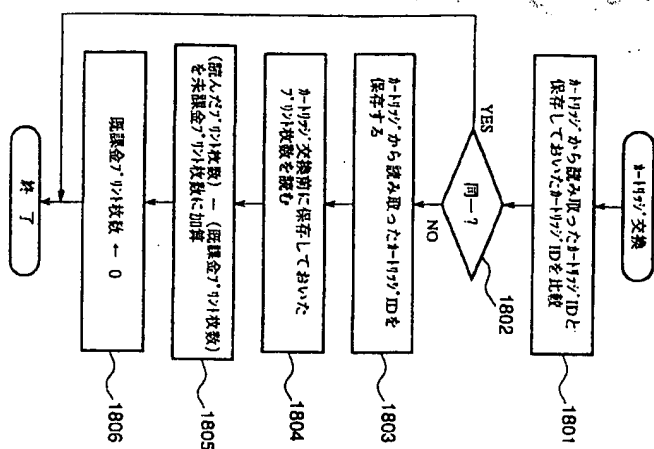 ｶｰﾄﾘｯｼﾞ交換
ｶｰﾄﾘｯｼﾞから読み取ったｶｰﾄﾘｯｼﾞIDと
保存しておいたｶｰﾄﾘｯｼﾞIDを比較
1801
同一?
1802
YES
NO
ｶｰﾄﾘｯｼﾞから読み取ったｶｰﾄﾘｯｼﾞIDを
保存する
1803
ｶｰﾄﾘｯｼﾞ交換前に保存しておいた
ﾌﾟﾘﾝﾄ枚数を読む
1804
(読んだﾌﾟﾘﾝﾄ枚数) － (既課金ﾌﾟﾘﾝﾄ枚数)
を未課金ﾌﾟﾘﾝﾄ枚数に加算
1805
既課金ﾌﾟﾘﾝﾄ枚数 ← 0
1806
終 了